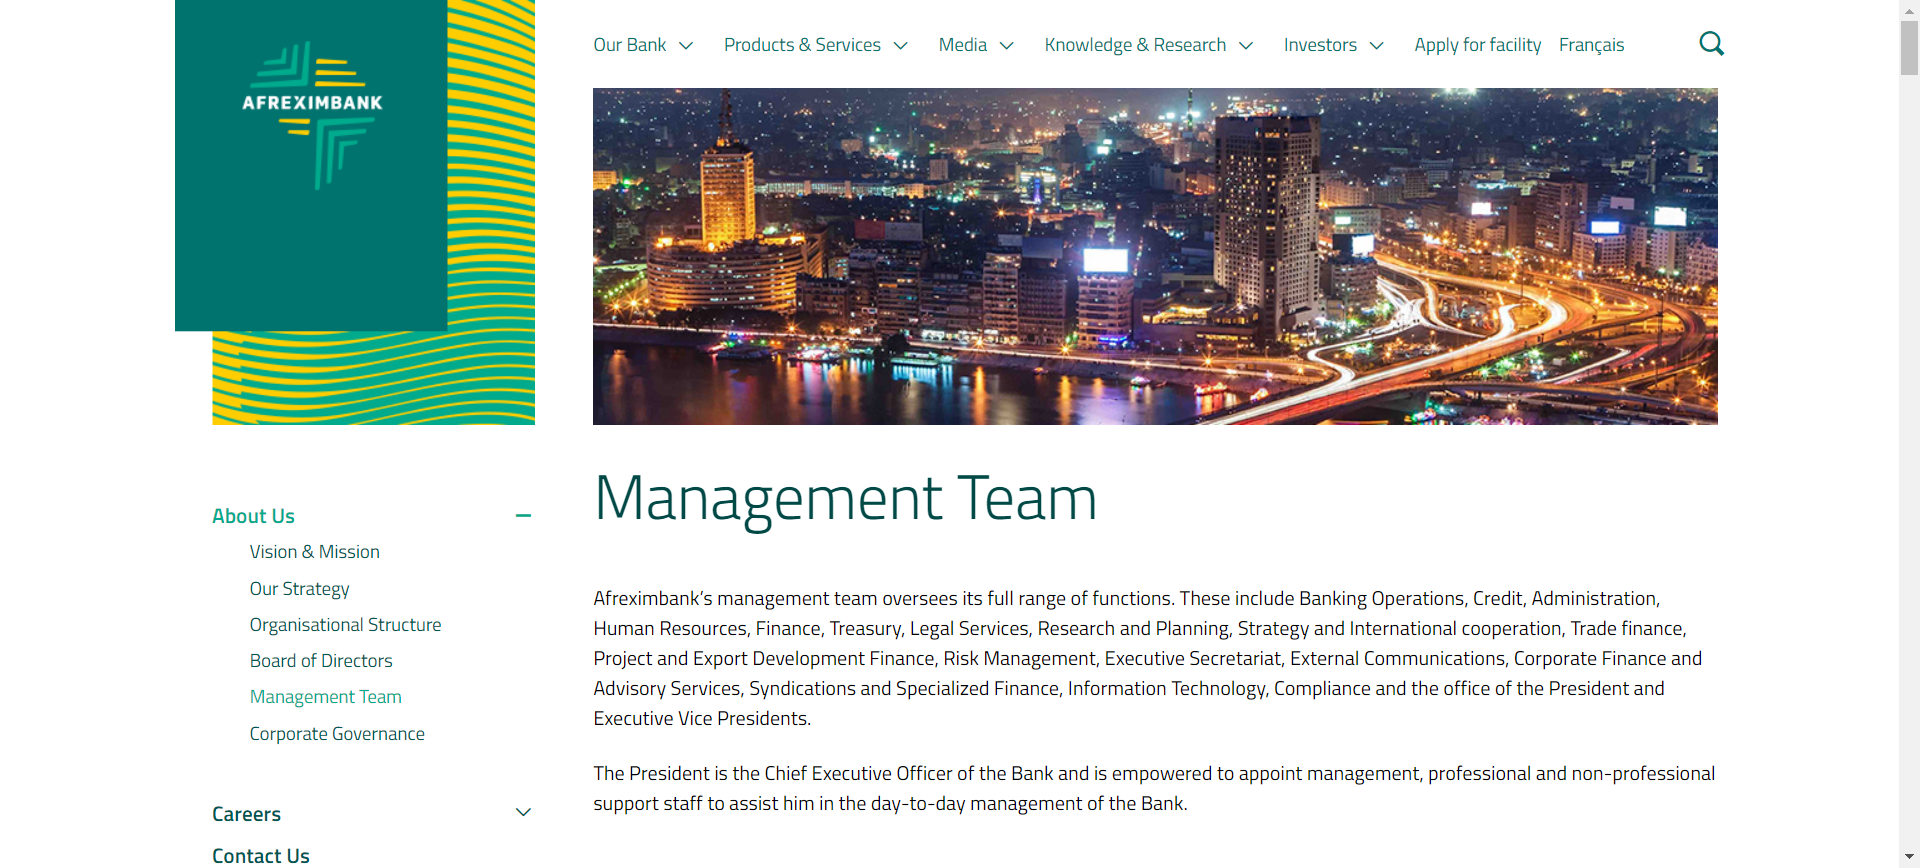 AFREXIMBANK
Our Bank
Products & Services
Media
Knowledge & Research
Investors
Apply for facility
Français
About Us
Vision & Mission
Our Strategy
Organisational Structure
Board of Directors
Management Team
Corporate Governance
Careers
Contact Us
Management Team
Afreximbank’s management team oversees its full range of functions. These include Banking Operations, Credit, Administration,
Human Resources, Finance, Treasury, Legal Services, Research and Planning, Strategy and International cooperation, Trade finance,
Project and Export Development Finance, Risk Management, Executive Secretariat, External Communications, Corporate Finance and
Advisory Services, Syndications and Specialized Finance, Information Technology, Compliance and the office of the President and
Executive Vice Presidents.
The President is the Chief Executive Officer of the Bank and is empowered to appoint management, professional and non-professional
support staff to assist him in the day-to-day management of the Bank.